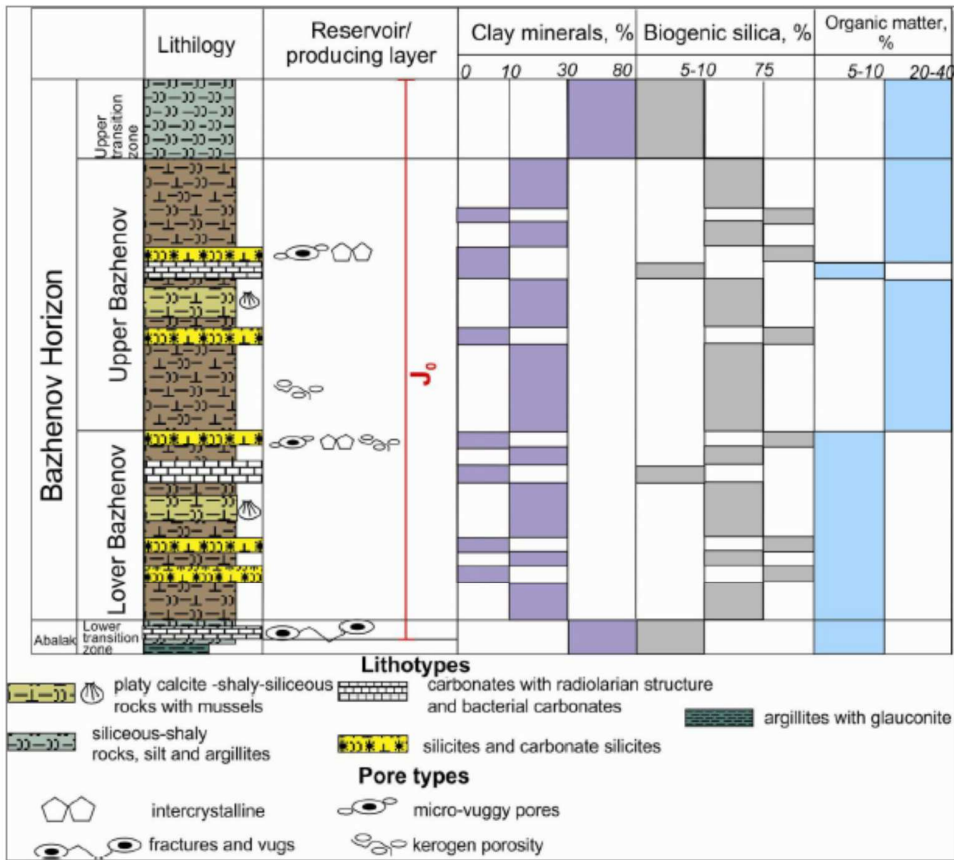 Lithilogy
Reservoir/
producing layer
Clay minerals, %
Biogenic silica, %
Organic matter,
%
0 10 30 80 5-10 75 5-10 20-40
Bazhenov Horizon
Upper
transition
zone
Upper Bazhenov
Lower Bazhenov
Abalak
Lower
transition
zone
J₀
Lithotypes
platy calcite -shaly-siliceous
rocks with mussels
carbonates with radiolarian structure
and bacterial carbonates
argillites with glauconite
siliceous-shaly
rocks, silt and argillites
silicites and carbonate silicites
Pore types
intercrystalline
micro-vuggy pores
fractures and vugs
kerogen porosity